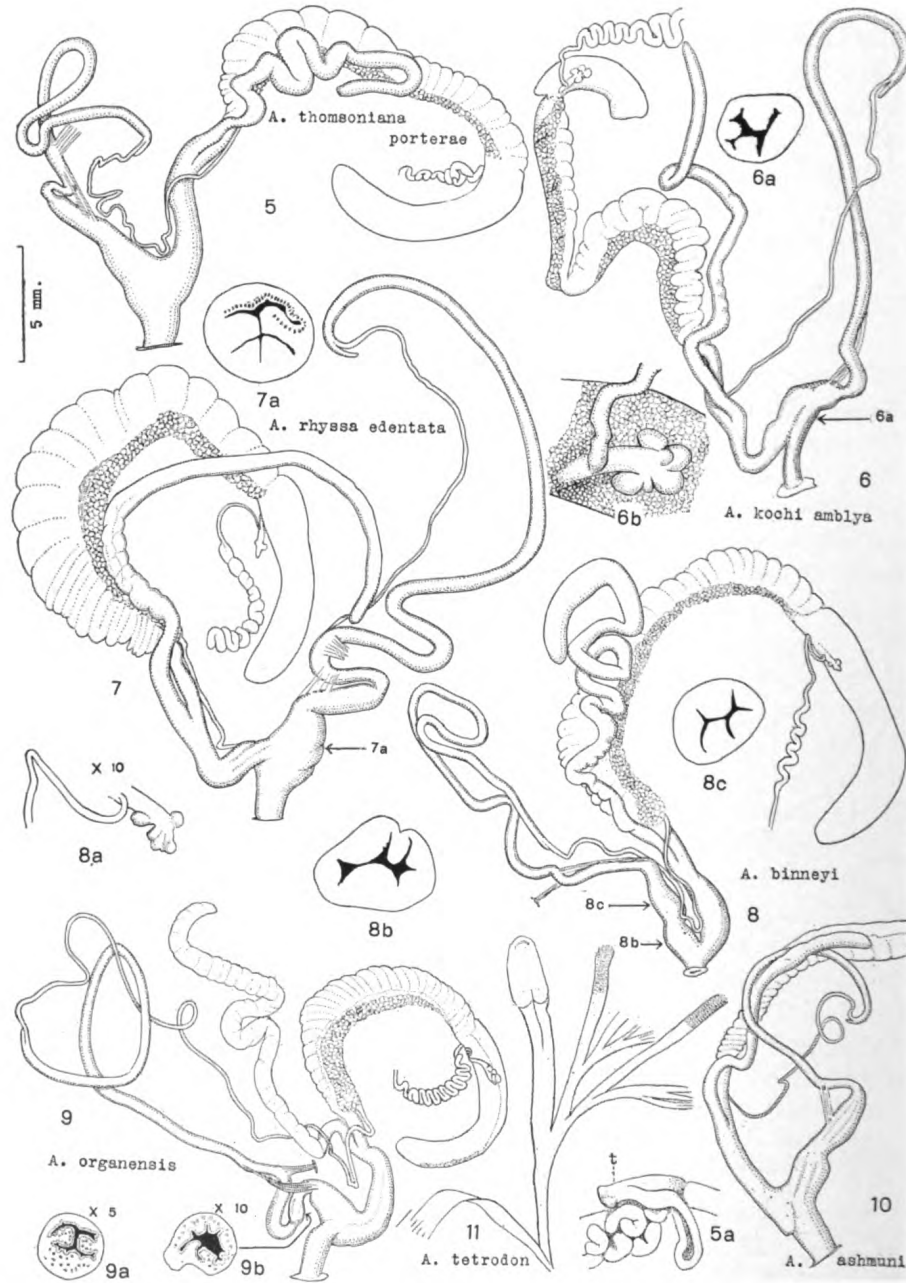 A. thomsoniana
porterae
5
5 mm.
6a
6a
6
6b
A. kochi amblya
7a
A. rhyssa edentata
7
7a
X 10
8a
8b
8c
8c
8b
A. binneyi
8
9
A. organensis
X 5
9a
X 10
9b
11
A. tetrodon
t
5a
10
A. ashmuni